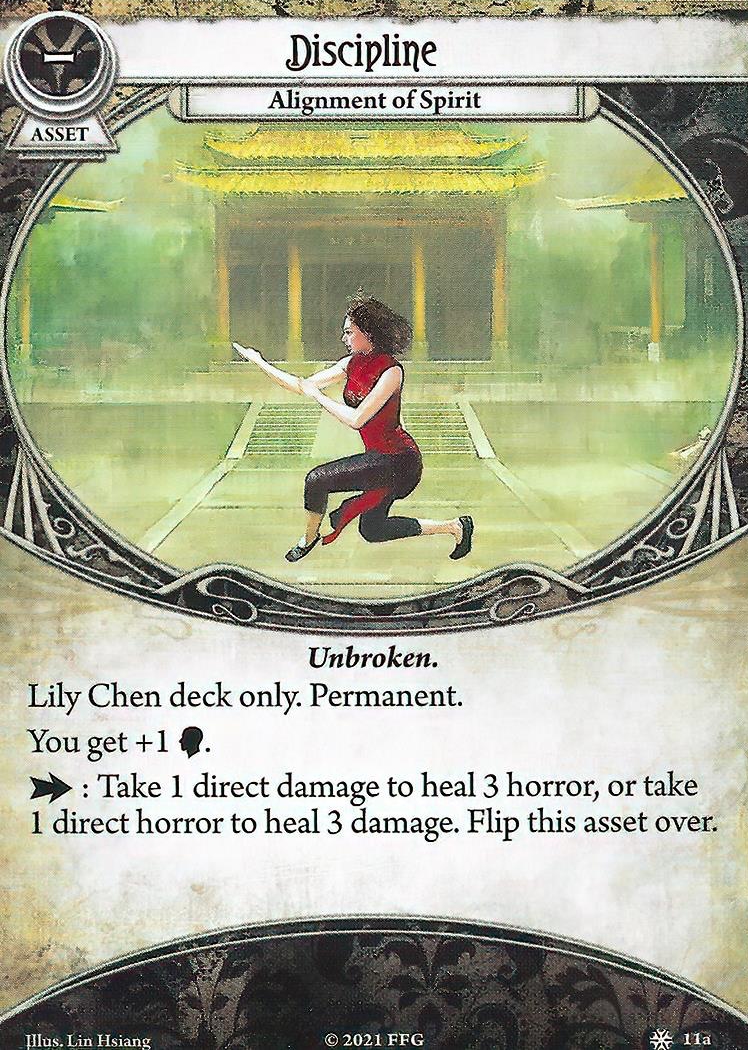 Discipline
Alignment of Spirit
ASSET
Unbroken.
Lily Chen deck only. Permanent.
You get +1 .
: Take 1 direct damage to heal 3 horror, or take
1 direct horror to heal 3 damage. Flip this asset over.
Illus. Lin Hsiang
© 2021 FFG
11a